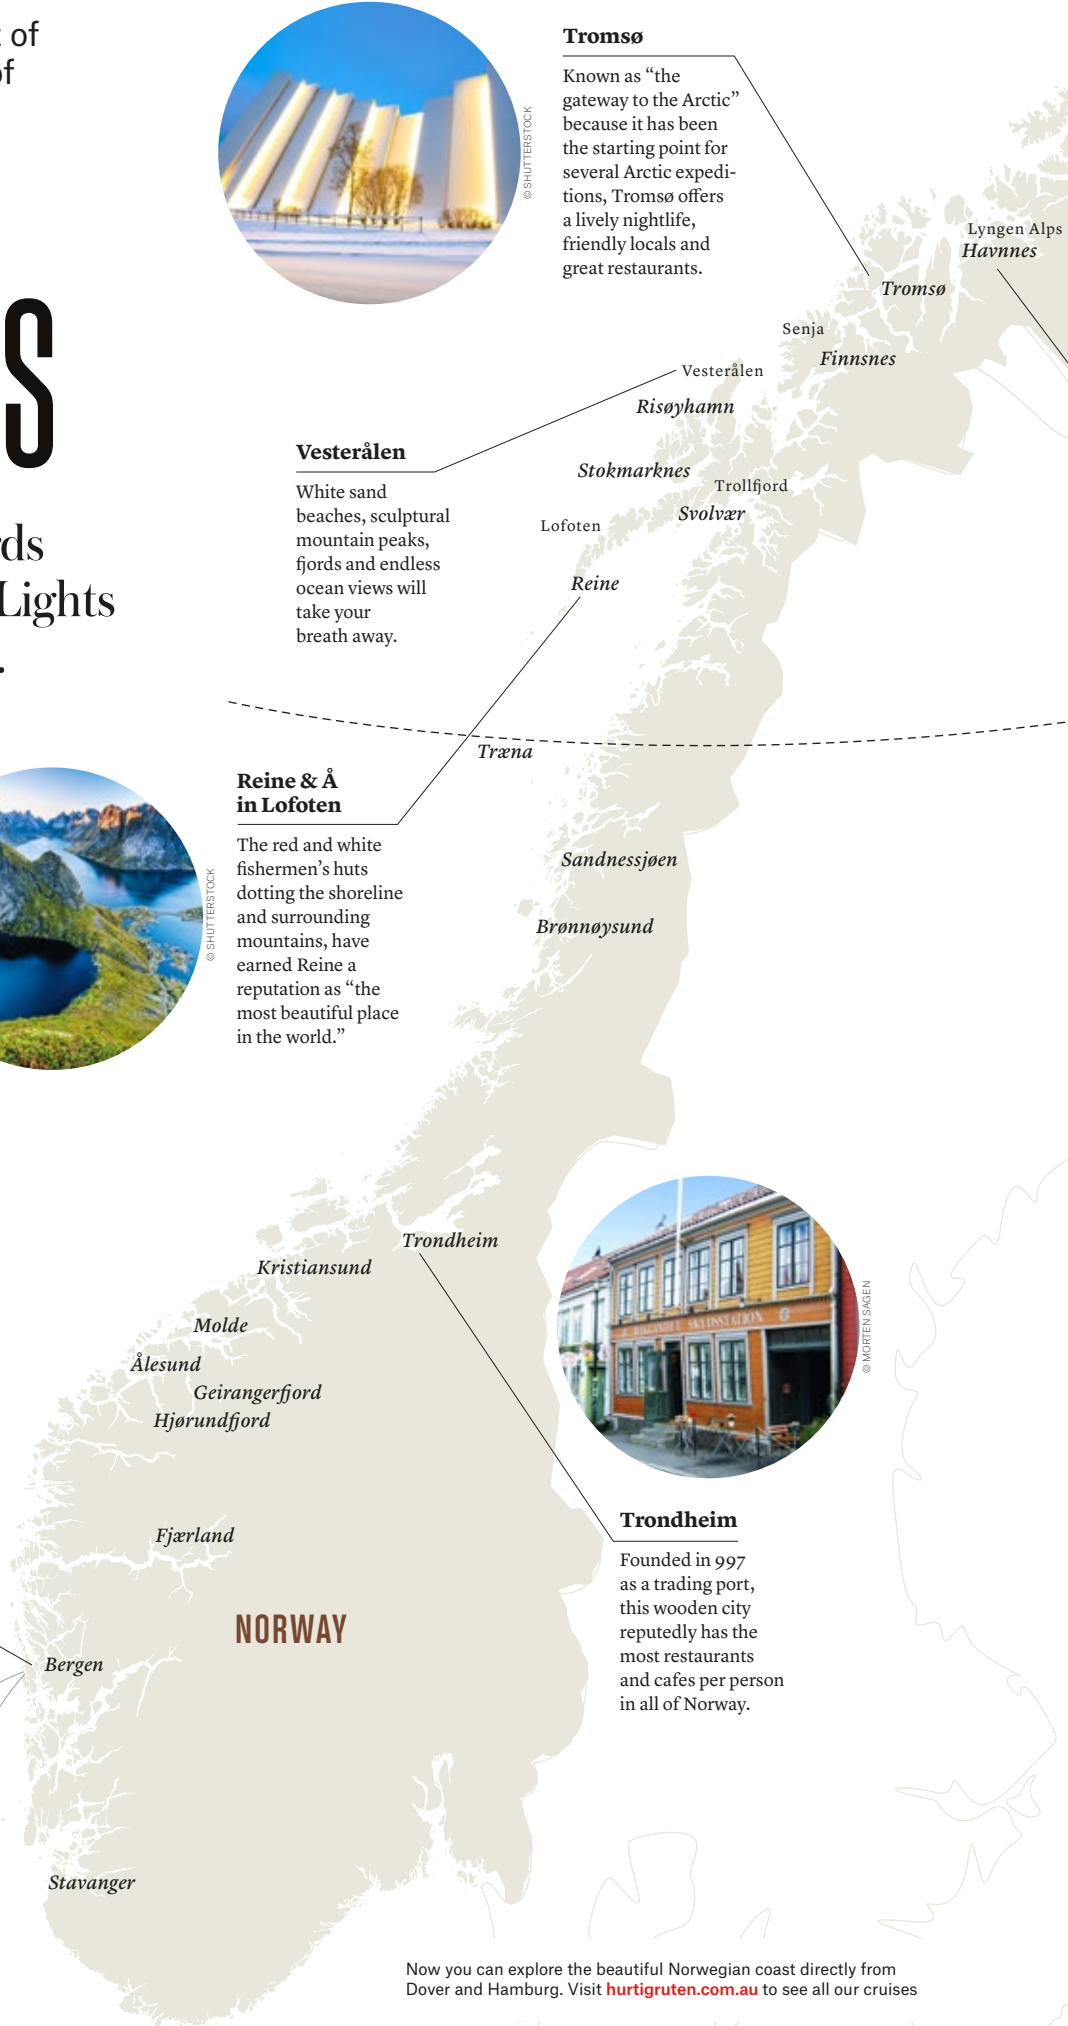 of
of
S
rds
Lights
.
© SHUTTERSTOCK
Tromsø
Known as “the
gateway to the Arctic”
because it has been
the starting point for
several Arctic expedi-
tions, Tromsø offers
a lively nightlife,
friendly locals and
great restaurants.
Lyngen Alps
Havnnes
Tromsø
Senja
Finnsnes
Vesterålen
Risøyhamn
Vesterålen
White sand
beaches, sculptural
mountain peaks,
fjords and endless
ocean views will
take your
breath away.
Stokmarknes
Trollfjord
Svolvær
Lofoten
Reine
Træna
Reine & Å
in Lofoten
The red and white
fishermen’s huts
dotting the shoreline
and surrounding
mountains, have
earned Reine a
reputation as “the
most beautiful place
in the world.”
© SHUTTERSTOCK
Sandnessjøen
Brønnøysund
Trondheim
Kristiansund
Molde
Ålesund
Geirangerfjord
Hjørundfjord
SKYDSSTATION
© MORTEN SAGEN
Trondheim
Founded in 997
as a trading port,
this wooden city
reputedly has the
most restaurants
and cafes per person
in all of Norway.
Fjærland
NORWAY
Bergen
Stavanger
Now you can explore the beautiful Norwegian coast directly from
Dover and Hamburg. Visit hurtigruten.com.au to see all our cruises